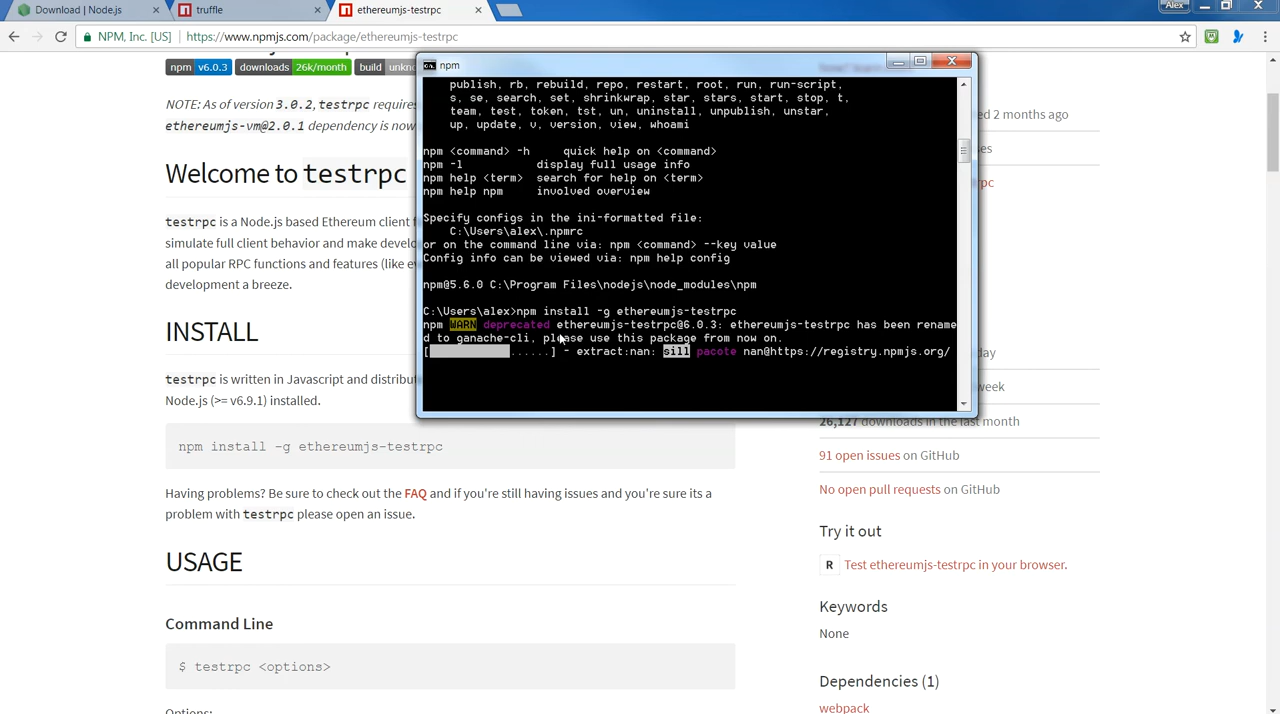 Download | Node.js
truffle
ethereumjs-testrpc
Alex
NPM, Inc. [US]
https://www.npmjs.com/package/ethereumjs-testrpc
npm v6.0.3
downloads 26k/month
build
NOTE: As of version 3.0.2, testrpc requires
ethereumjs-vm@2.0.1 dependency is now
Welcome to testrpc
testrpc is a Node.js based Ethereum client
simulate full client behavior and make
all popular RPC functions and features (like
development a breeze.
INSTALL
testrpc is written in Javascript and
Node.js (>= v6.9.1) installed.
npm install -g ethereumjs-testrpc
Having problems? Be sure to check out the FAQ and if you're still having issues and you're sure its a
problem with testrpc please open an issue.
USAGE
Command Line
$ testrpc <options>
Options:
npm
publish, rb, rebuild, repo, restart, root, run, run-script,
s, se, search, set, shrinkwrap, star, stars, start, stop, t,
team, test, token, tst, un, uninstall, unpublish, unstar,
up, update, v, version, view, whoami
npm <command> -h     quick help on <command>
npm -l           display full usage info
npm help <term>  search for help on <term>
npm help npm     involved overview
Specify configs in the ini-formatted file:
C:\Users\alex\.npmrc
or on the command line via: npm <command> --key value
Config info can be viewed via: npm help config
npm@5.6.0 C:\Program Files\nodejs\node_modules\npm
C:\Users\alex>npm install -g ethereumjs-testrpc
npm WARN deprecated ethereumjs-testrpc@6.0.3: ethereumjs-testrpc has been rename
d to ganache-cli, please use this package from now on.
[ ......] - extract:nan: sill pacote nan@https://registry.npmjs.org/
ed 2 months ago
day
week
26,127 downloads in the last month
91 open issues on GitHub
No open pull requests on GitHub
Try it out
R Test ethereumjs-testrpc in your browser.
Keywords
None
Dependencies (1)
webpack